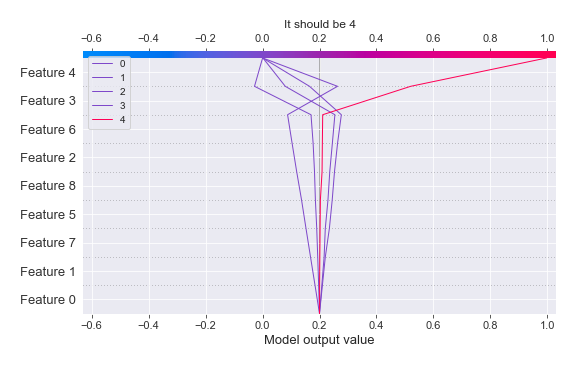 It should be 4
−0.6 −0.4 −0.2 0.0 0.2 0.4 0.6 0.8 1.0
0
1
2
3
4
Feature 4
Feature 3
Feature 6
Feature 2
Feature 8
Feature 5
Feature 7
Feature 1
Feature 0
−0.6 −0.4 −0.2 0.0 0.2 0.4 0.6 0.8 1.0
Model output value